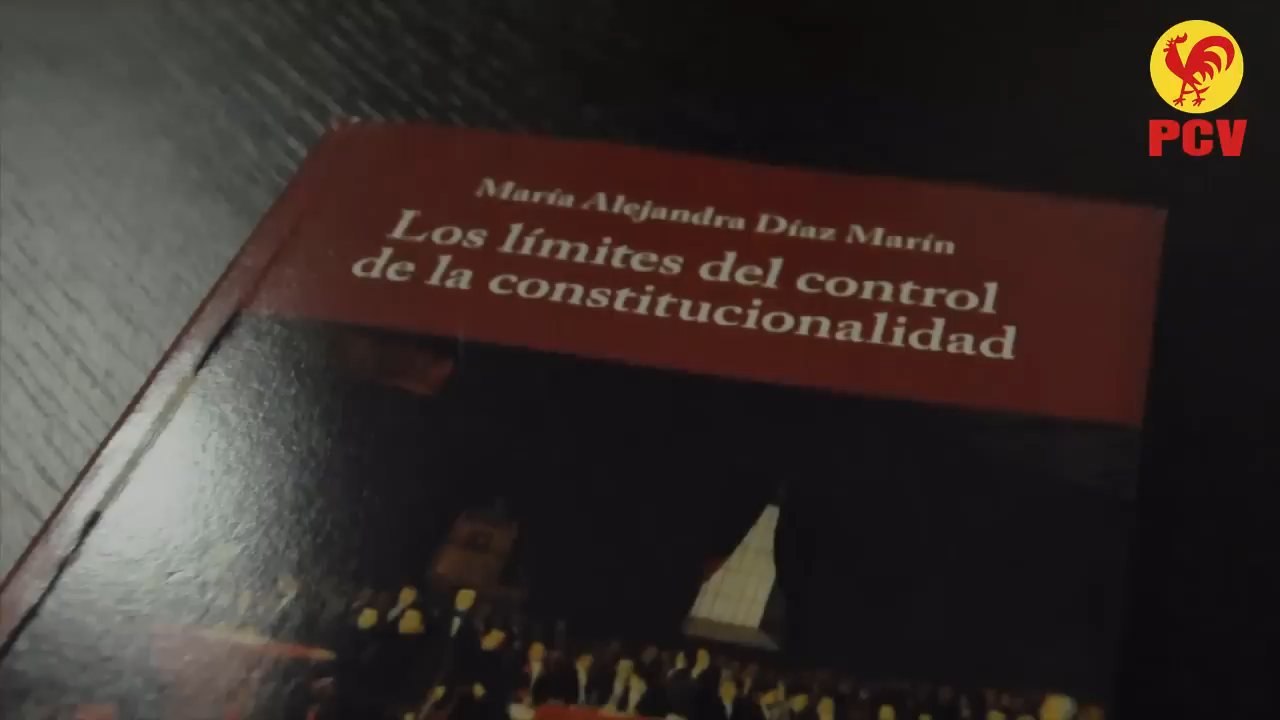 PCV
María Alejandra Díaz Marín
Los límites del control
de la constitucionalidad